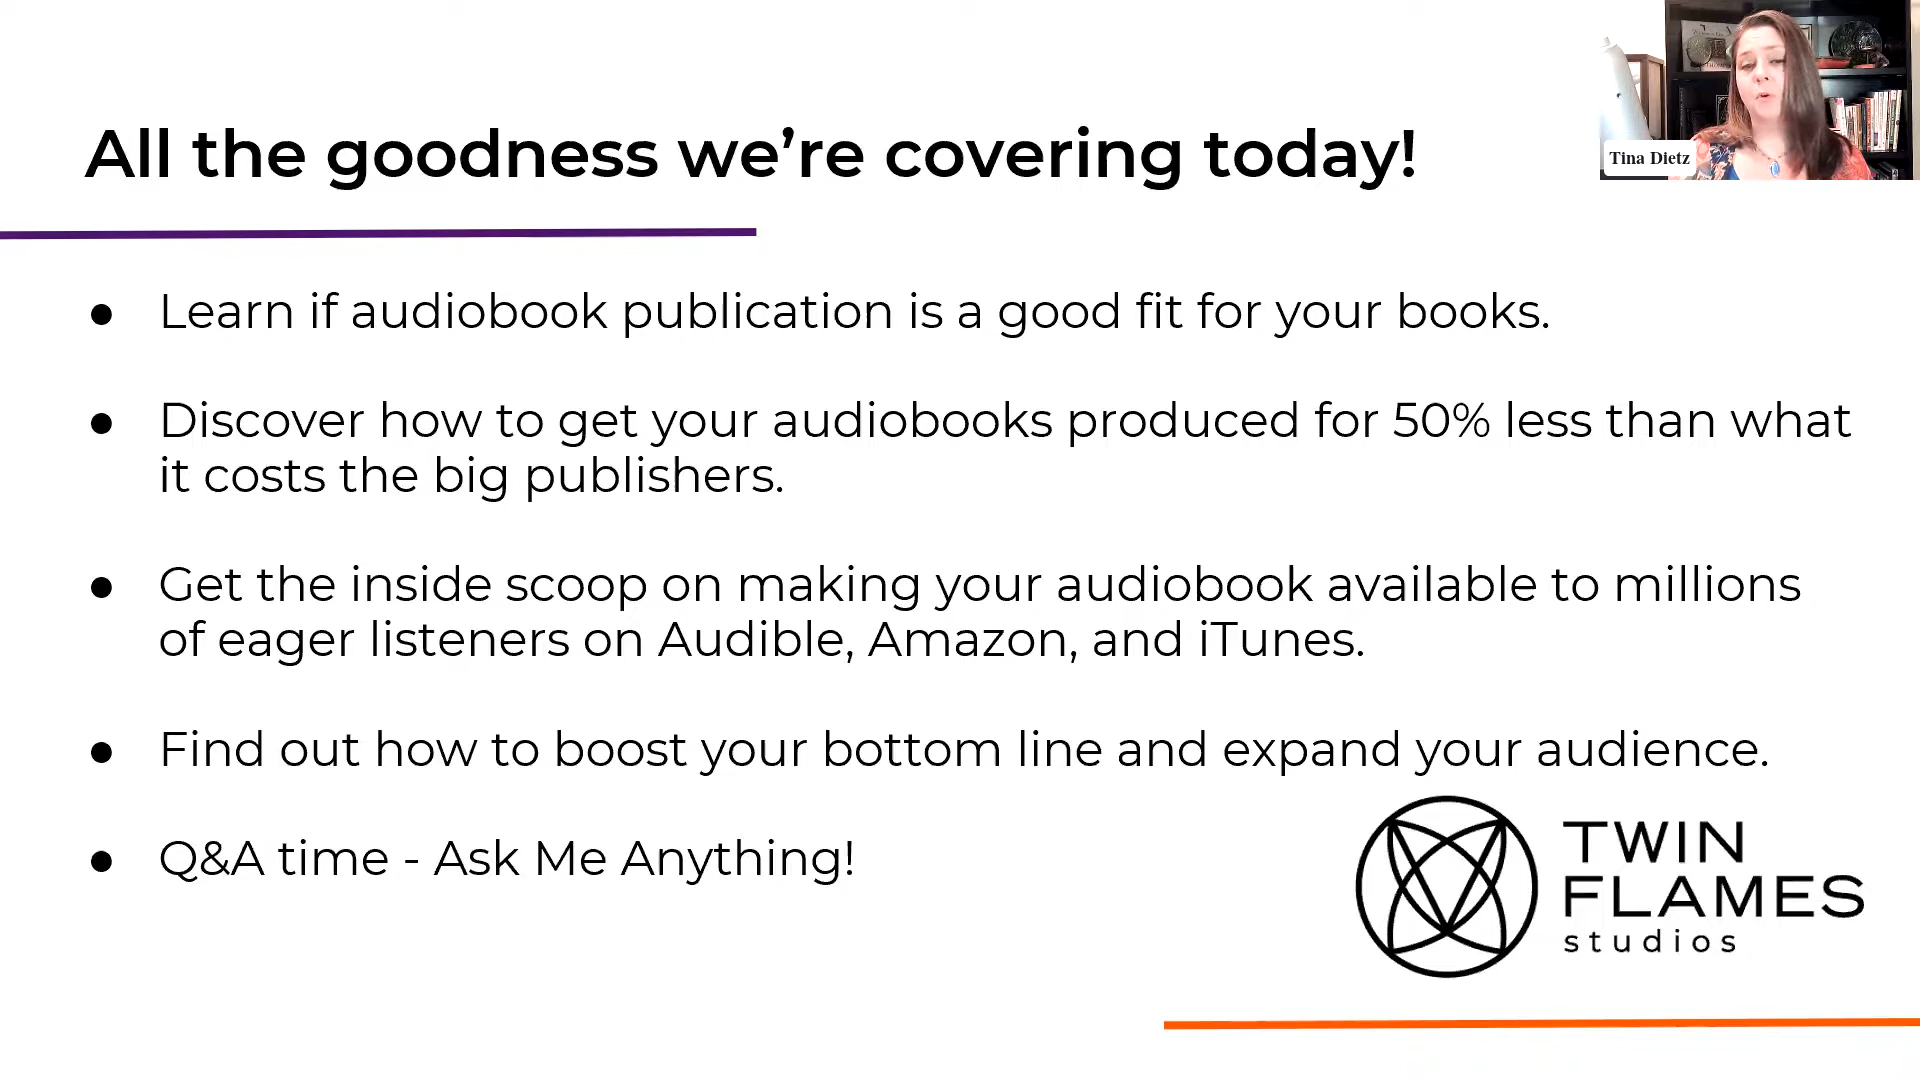 All the goodness we’re covering today!
Tina Dietz
● Learn if audiobook publication is a good fit for your books.
● Discover how to get your audiobooks produced for 50% less than what
it costs the big publishers.
● Get the inside scoop on making your audiobook available to millions
of eager listeners on Audible, Amazon, and iTunes.
● Find out how to boost your bottom line and expand your audience.
● Q&A time - Ask Me Anything!
TWIN
FLAMES
studios